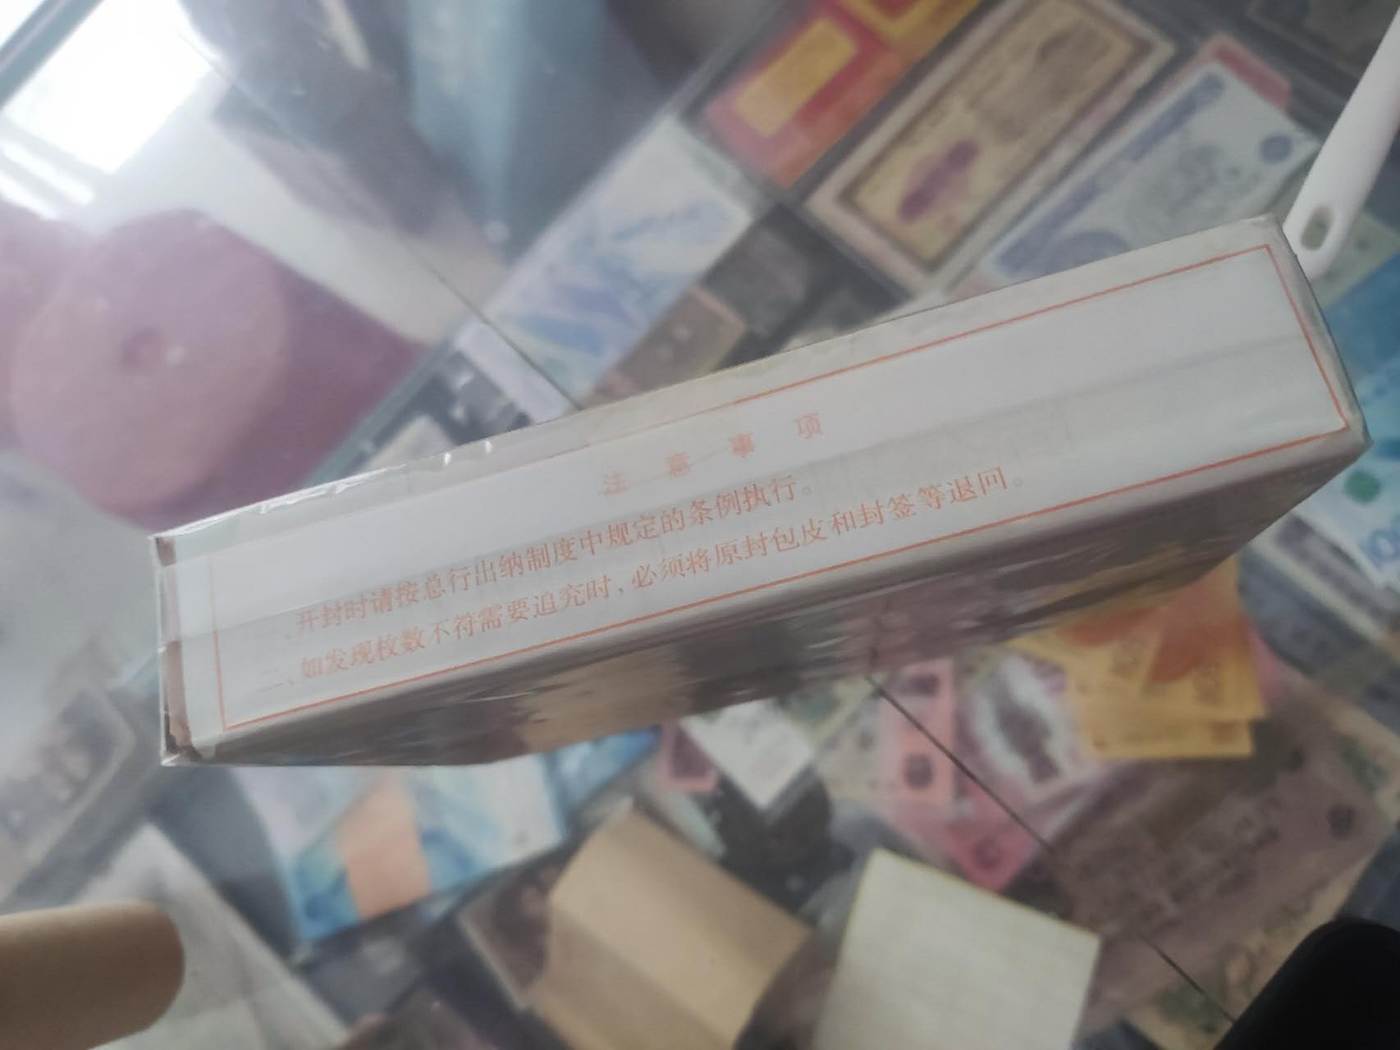 注意事项
一、开封时请按总行出纳制度中规定的条例执行。
二、如发现枚数不符需要追究时,必须将原封包皮和封签等退回。